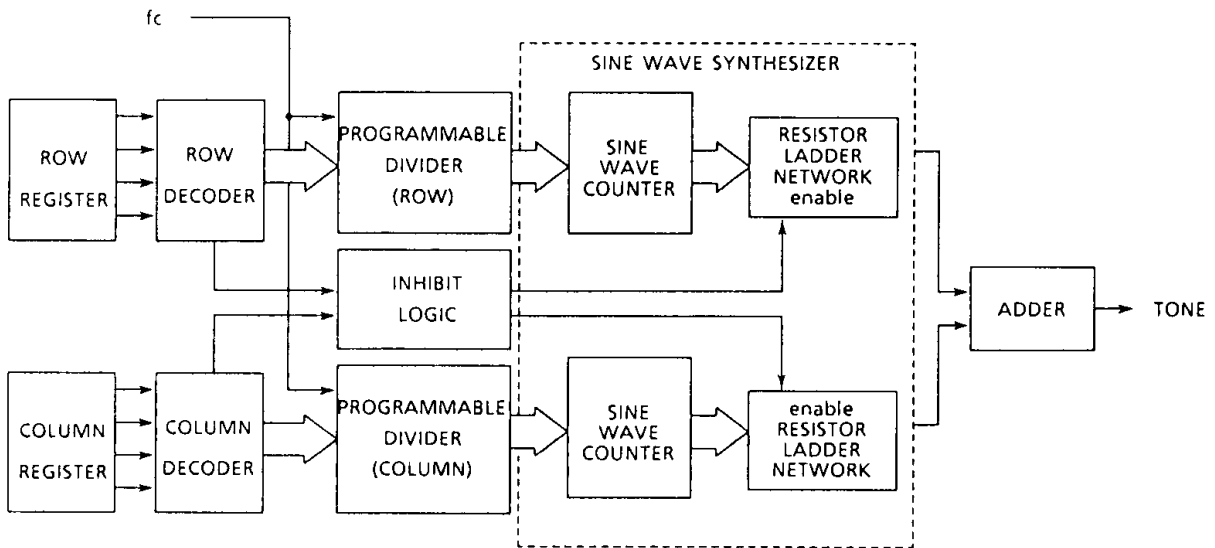 fc
SINE WAVE SYNTHESIZER
ROW
REGISTER
ROW
DECODER
PROGRAMMABLE
DIVIDER
(ROW)
SINE
WAVE
COUNTER
RESISTOR
LADDER
NETWORK
enable
INHIBIT
LOGIC
ADDER
TONE
COLUMN
REGISTER
COLUMN
DECODER
PROGRAMMABLE
DIVIDER
(COLUMN)
SINE
WAVE
COUNTER
enable
RESISTOR
LADDER
NETWORK